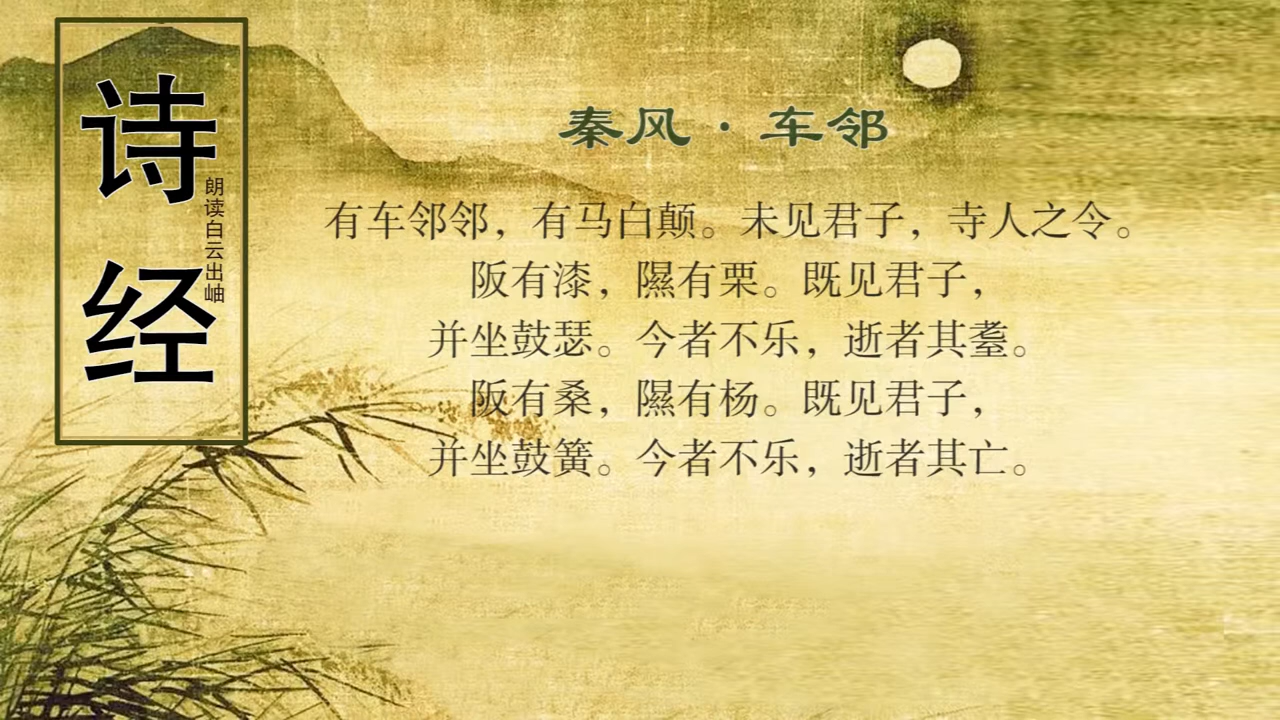 诗经
朗读白云出岫
秦风·车邻
有车邻邻，有马白颠。未见君子，寺人之令。
阪有漆，隰有栗。既见君子，
并坐鼓瑟。今者不乐，逝者其耋。
阪有桑，隰有杨。既见君子，
并坐鼓簧。今者不乐，逝者其亡。